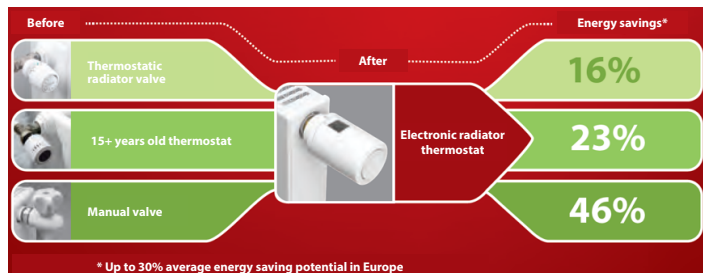 Before
Energy savings*
After
Thermostatic
radiator valve
16%
15+ years old thermostat
Electronic radiator
thermostat
23%
Manual valve
46%
* Up to 30% average energy saving potential in Europe